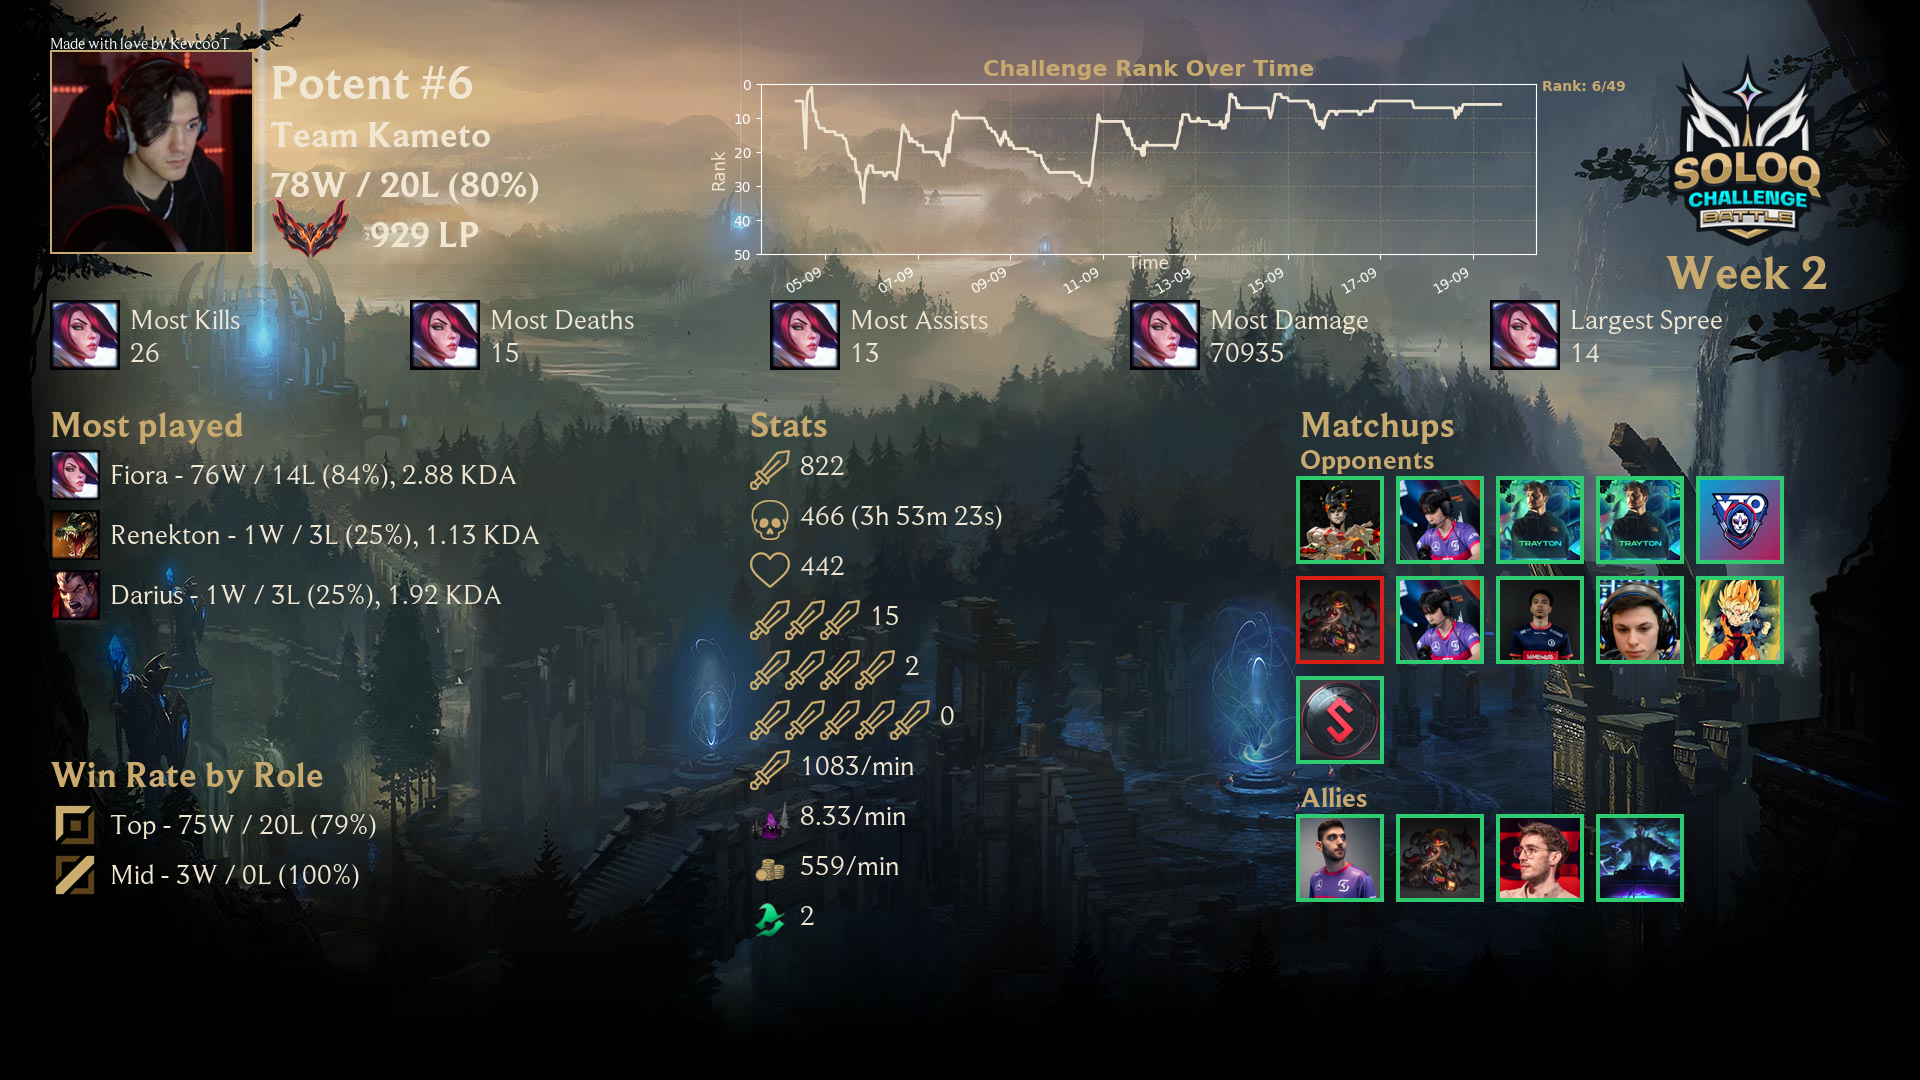 Made with love by KevcooT
Potent #6
Team Kameto
78W / 20L (80%)
929 LP
Challenge Rank Over Time
Rank: 6/49
0
10
20
30
40
50
Rank
05-09
07-09
09-09
11-09
13-09
15-09
17-09
19-09
Time
SOLOQ
CHALLENGE
BATTLE
Week 2
Most Kills
26
Most Deaths
15
Most Assists
13
Most Damage
70935
Largest Spree
14
Most played
Fiora - 76W / 14L (84%), 2.88 KDA
Renekton - 1W / 3L (25%), 1.13 KDA
Darius - 1W / 3L (25%), 1.92 KDA
Win Rate by Role
Top - 75W / 20L (79%)
Mid - 3W / 0L (100%)
Stats
822
466 (3h 53m 23s)
442
15
2
0
1083/min
8.33/min
559/min
2
Matchups
Opponents
TRAYTON
TRAYTON
Allies